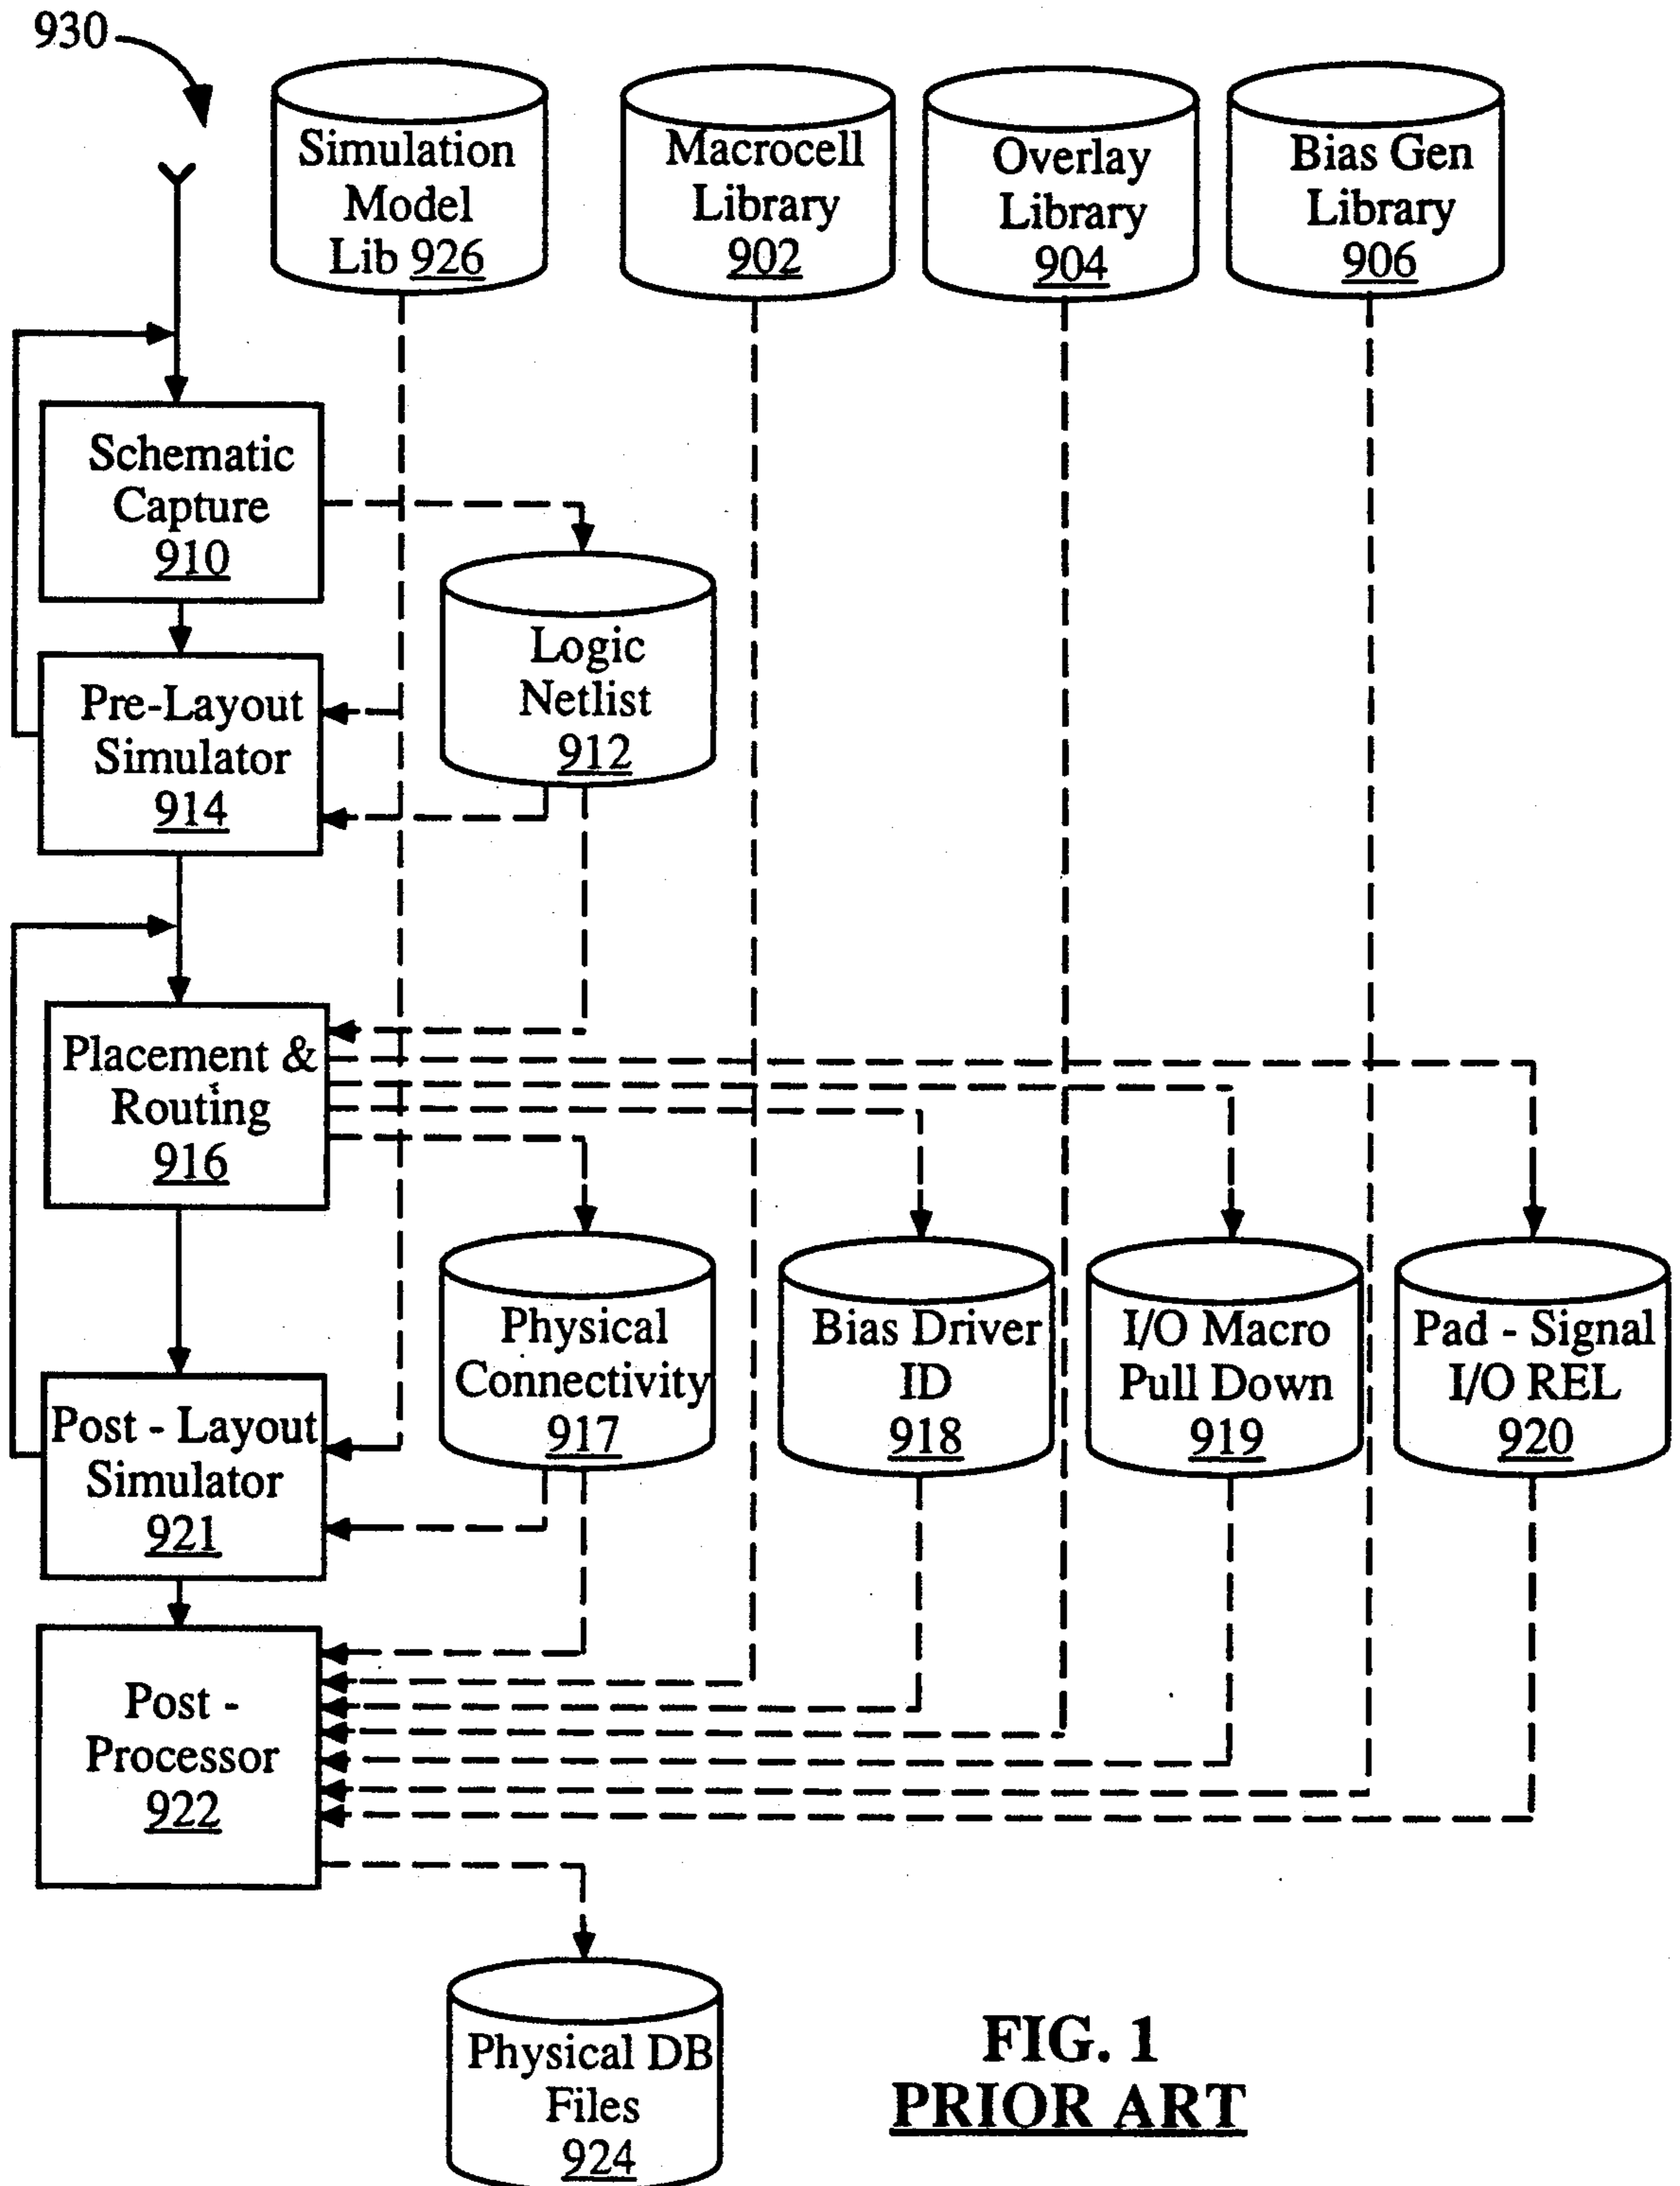 930
Simulation
Model
Lib 926
Macrocell
Library
902
Overlay
Library
904
Bias Gen
Library
906
Schematic
Capture
910
Logic
Netlist
912
Pre-Layout
Simulator
914
Placement &
Routing
916
Physical
Connectivity
917
Bias Driver
ID
918
I/O Macro
Pull Down
919
Pad - Signal
I/O REL
920
Post - Layout
Simulator
921
Post -
Processor
922
Physical DB
Files
924
FIG. 1
PRIOR ART